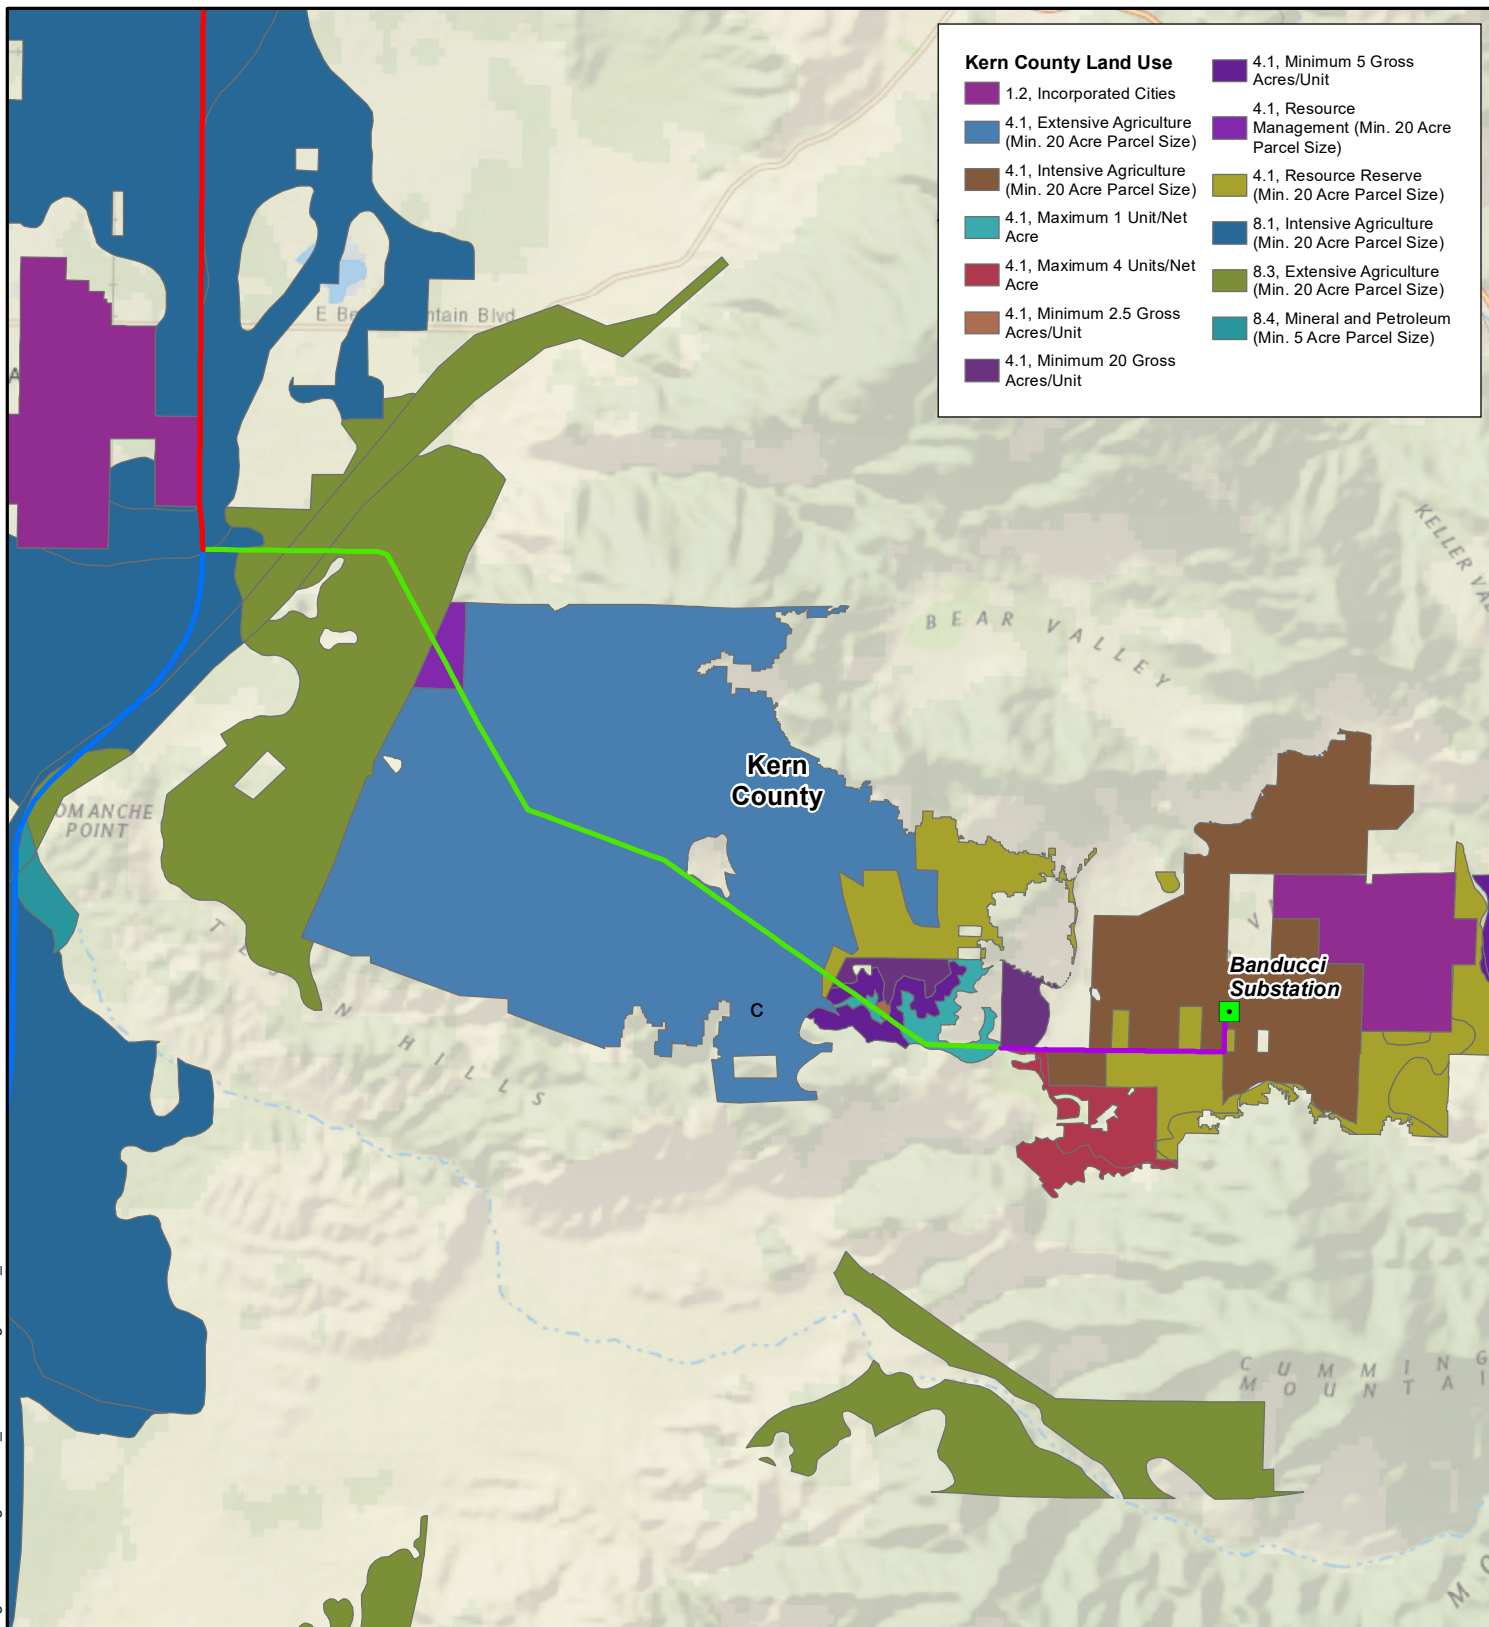 Kern County Land Use
1.2, Incorporated Cities
4.1, Extensive Agriculture
(Min. 20 Acre Parcel Size)
4.1, Intensive Agriculture
(Min. 20 Acre Parcel Size)
4.1, Maximum 1 Unit/Net
Acre
4.1, Maximum 4 Units/Net
Acre
4.1, Minimum 2.5 Gross
Acres/Unit
4.1, Minimum 20 Gross
Acres/Unit
4.1, Minimum 5 Gross
Acres/Unit
4.1, Resource
Management (Min. 20 Acre
Parcel Size)
4.1, Resource Reserve
(Min. 20 Acre Parcel Size)
8.1, Intensive Agriculture
(Min. 20 Acre Parcel Size)
8.3, Extensive Agriculture
(Min. 20 Acre Parcel Size)
8.4, Mineral and Petroleum
(Min. 5 Acre Parcel Size)
E Be ntain Blvd
A
KELLER VA
BEAR VALLEY
Kern
County
OMANCHE
POINT
V
Banducci
Substation
C
N HILLS
CUMMING
MOUNTAI
M